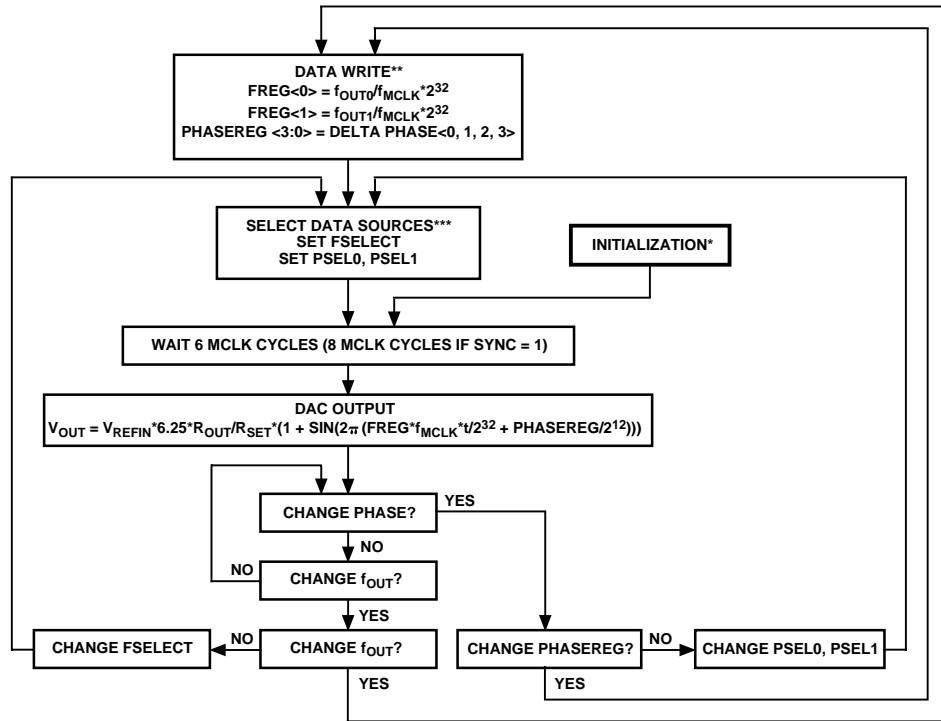 DATA WRITE**
FREG<0> = fOUT0/fMCLK*2³²
FREG<1> = fOUT1/fMCLK*2³²
PHASEREG <3:0> = DELTA PHASE<0, 1, 2, 3>
SELECT DATA SOURCES***
SET FSELECT
SET PSEL0, PSEL1
INITIALIZATION*
WAIT 6 MCLK CYCLES (8 MCLK CYCLES IF SYNC = 1)
DAC OUTPUT
VOUT = VREFIN*6.25*ROUT/RSET*(1 + SIN(2π (FREG*fMCLK*t/2³² + PHASEREG/2¹²)))
CHANGE PHASE?
YES
NO
NO
CHANGE fOUT?
YES
CHANGE FSELECT
NO
CHANGE fOUT?
CHANGE PHASEREG?
NO
CHANGE PSEL0, PSEL1
YES
YES